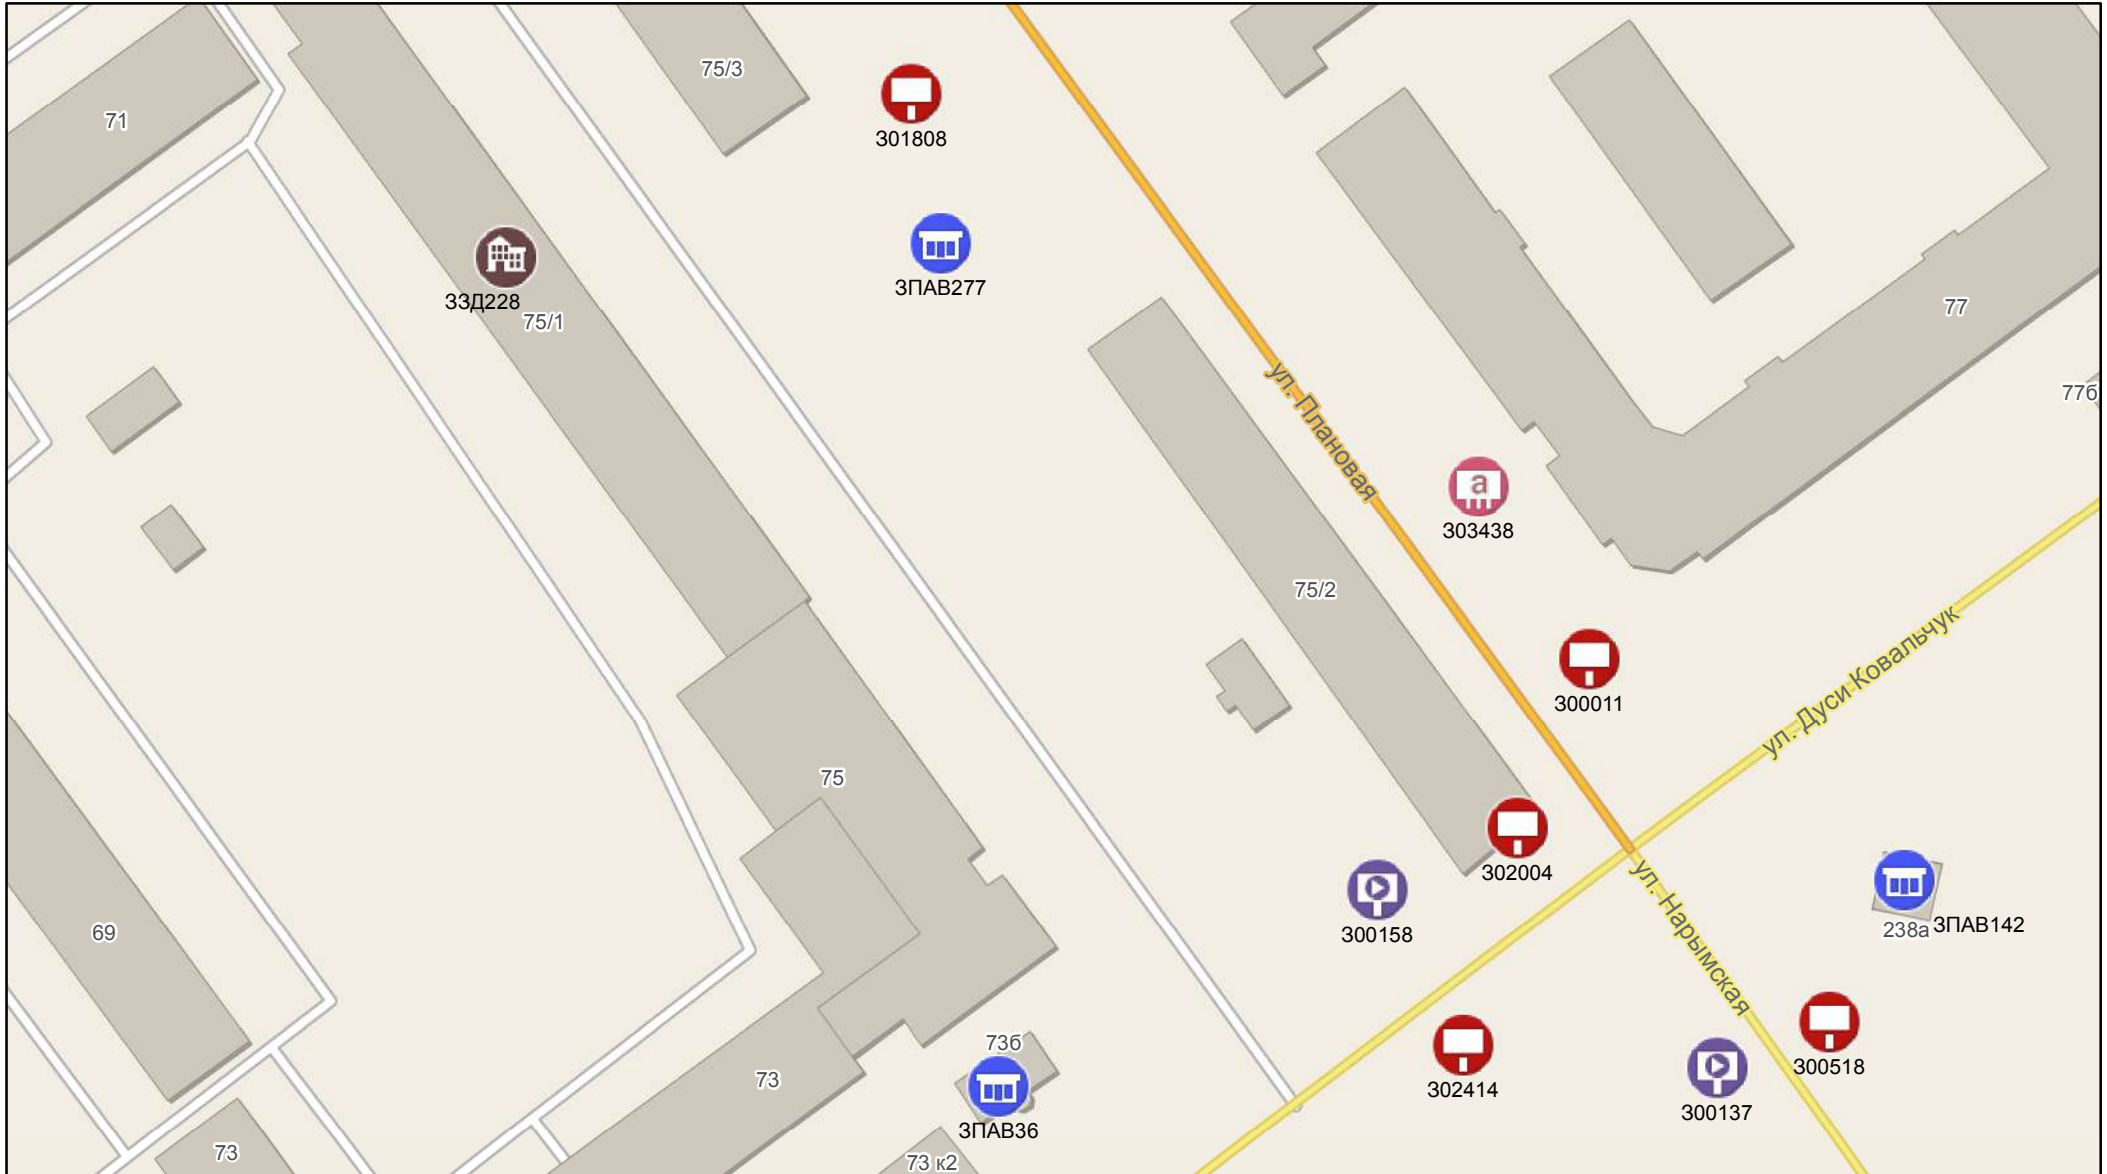 75/3
71
301808
ЗПАВ277
ЗЗД228
75/1
77
77б
ул. Плановая
303438
75/2
ул. Дуси Ковальчук
300011
75
302004
300158
238а
ЗПАВ142
69
ул. Нарымская
302414
300518
300137
73б
73
ЗПАВ36
73
73 к2